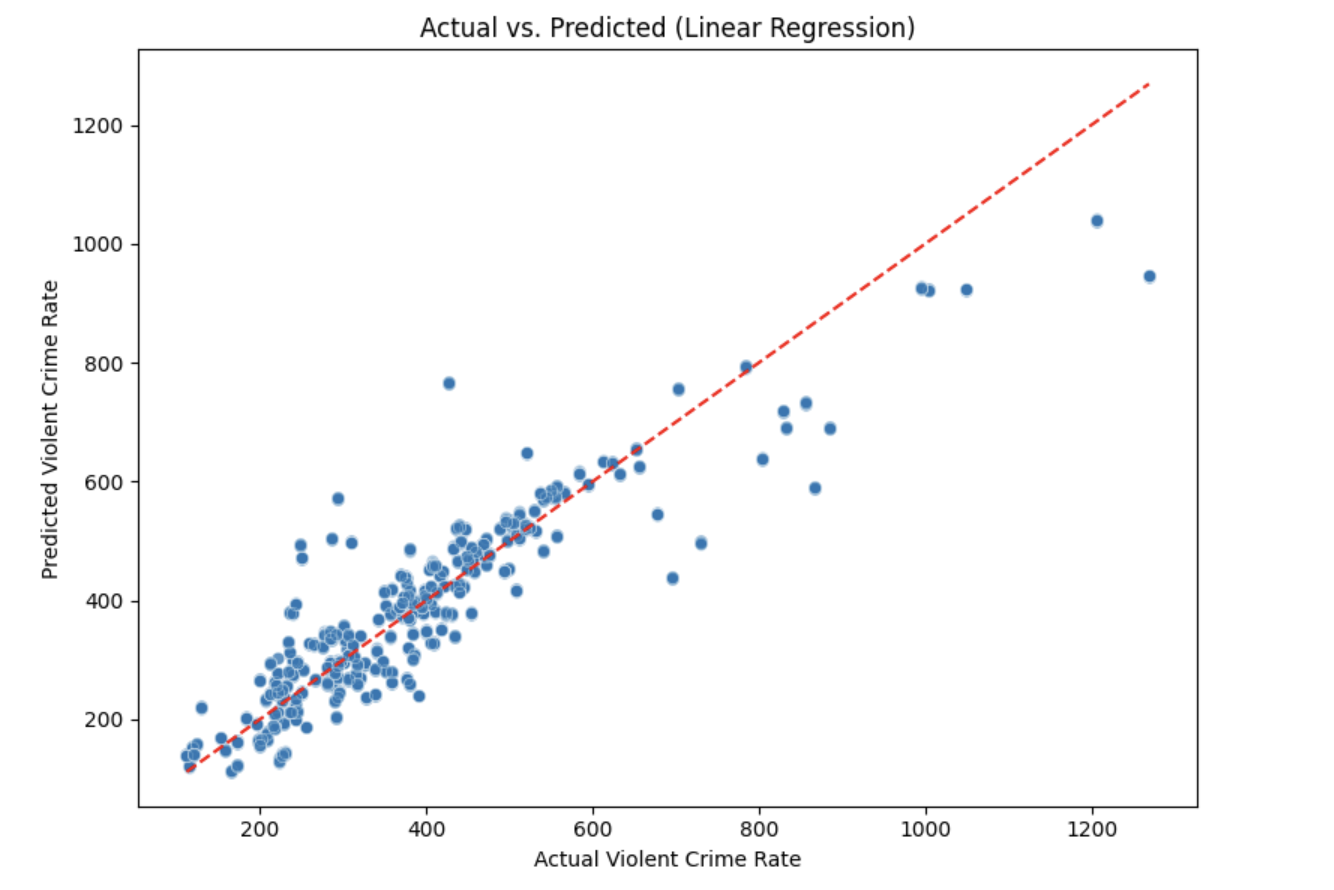 Actual vs. Predicted (Linear Regression)
1200
1000
800
600
400
200
Predicted Violent Crime Rate
200 400 600 800 1000 1200
Actual Violent Crime Rate